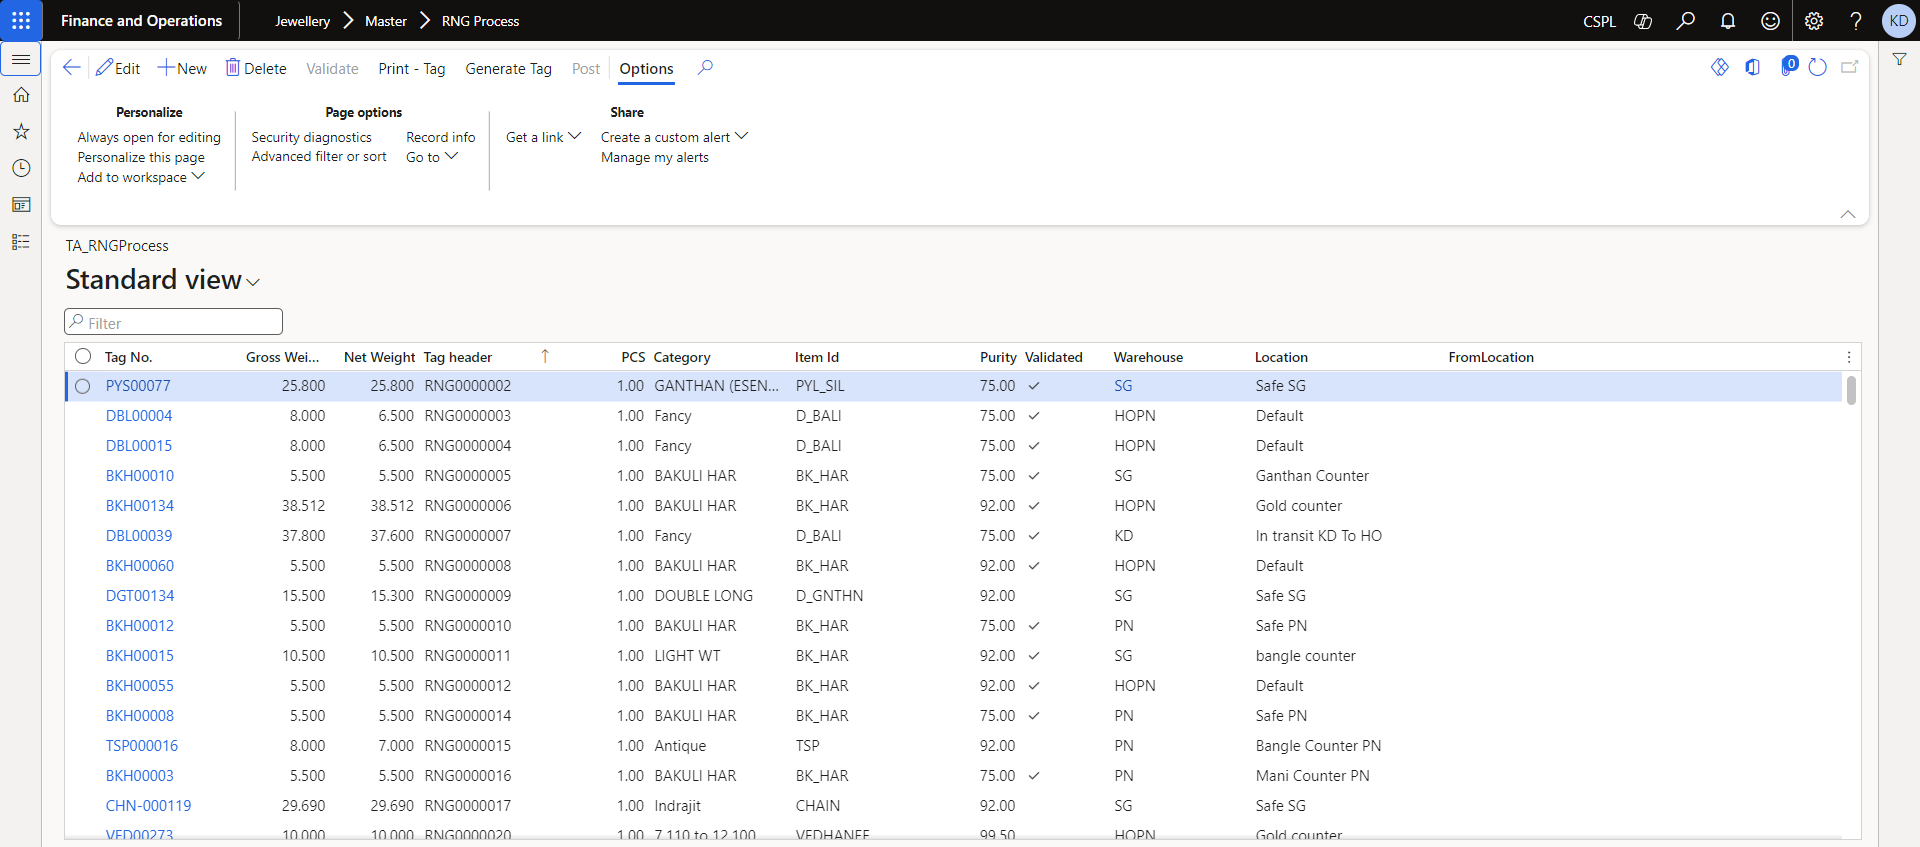 Finance and Operations Jewellery Master RNG Process CSPL KD
Edit New Delete Validate Print - Tag Generate Tag Post Options 0
Personalize Page options Share
Always open for editing Security diagnostics Record info Get a link Create a custom alert
Personalize this page Advanced filter or sort Go to Manage my alerts
Add to workspace
TA_RNGProcess
Standard view
Filter
Tag No. Gross Wei... Net Weight Tag header PCS Category Item Id Purity Validated Warehouse Location FromLocation
PYS00077 25.800 25.800 RNG0000002 1.00 GANTHAN (ESEN... PYL_SIL 75.00 SG Safe SG
DBL00004 8.000 6.500 RNG0000003 1.00 Fancy D_BALI 75.00 HOPN Default
DBL00015 8.000 6.500 RNG0000004 1.00 Fancy D_BALI 75.00 HOPN Default
BKH00010 5.500 5.500 RNG0000005 1.00 BAKULI HAR BK_HAR 75.00 SG Ganthan Counter
BKH00134 38.512 38.512 RNG0000006 1.00 BAKULI HAR BK_HAR 92.00 HOPN Gold counter
DBL00039 37.800 37.600 RNG0000007 1.00 Fancy D_BALI 75.00 KD In transit KD To HO
BKH00060 5.500 5.500 RNG0000008 1.00 BAKULI HAR BK_HAR 92.00 HOPN Default
DGT00134 15.500 15.300 RNG0000009 1.00 DOUBLE LONG D_GNTHN 92.00 SG Safe SG
BKH00012 5.500 5.500 RNG0000010 1.00 BAKULI HAR BK_HAR 75.00 PN Safe PN
BKH00015 10.500 10.500 RNG0000011 1.00 LIGHT WT BK_HAR 92.00 SG bangle counter
BKH00055 5.500 5.500 RNG0000012 1.00 BAKULI HAR BK_HAR 92.00 HOPN Default
BKH00008 5.500 5.500 RNG0000014 1.00 BAKULI HAR BK_HAR 75.00 PN Safe PN
TSP000016 8.000 7.000 RNG0000015 1.00 Antique TSP 92.00 PN Bangle Counter PN
BKH00003 5.500 5.500 RNG0000016 1.00 BAKULI HAR BK_HAR 75.00 PN Mani Counter PN
CHN-000119 29.690 29.690 RNG0000017 1.00 Indrajit CHAIN 92.00 SG Safe SG
VED00273 10.000 10.000 RNG0000020 1.00 7.110 to 12.100 VEDHANEE 99.50 HOPN Gold counter